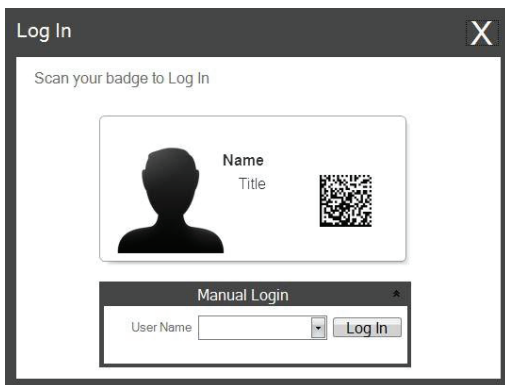 Log In
X
Scan your badge to Log In
Name
Title
Manual Login
User Name
Log In